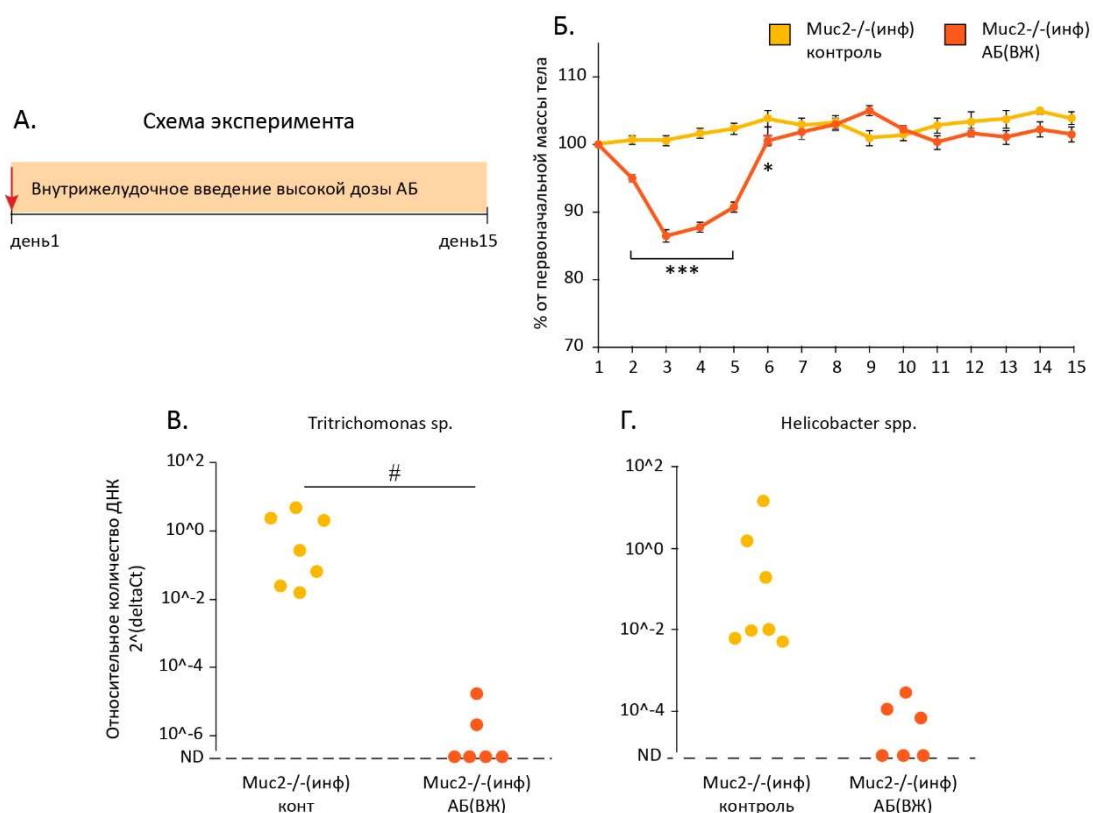 А.
Схема эксперимента
Внутрижелудочное введение высокой дозы АБ
день1
день15
Б.
Muc2-/-(инф)
контроль
Muc2-/-(инф)
АБ(ВЖ)
% от первоначальной массы тела
110
100
90
80
70
*
***
1 2 3 4 5 6 7 8 9 10 11 12 13 14 15
В.
Tritrichomonas sp.
Относительное количество ДНК
2^(deltaCt)
10^2
10^0
10^-2
10^-4
10^-6
ND
#
Muc2-/-(инф)
конт
Muc2-/-(инф)
АБ(ВЖ)
Г.
Helicobacter spp.
10^2
10^0
10^-2
10^-4
ND
Muc2-/-(инф)
контроль
Muc2-/-(инф)
АБ(ВЖ)